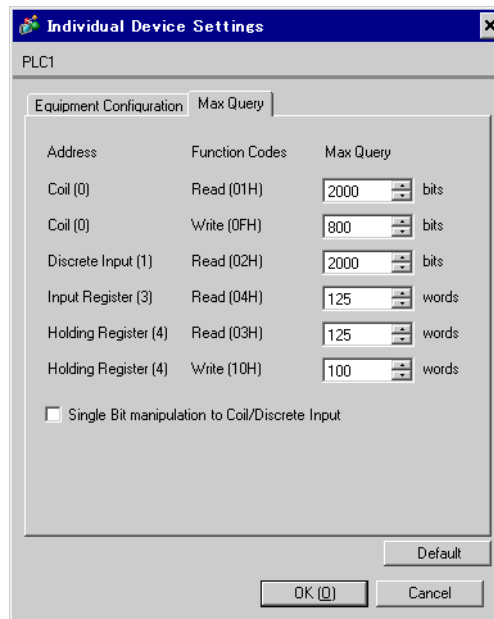 Individual Device Settings
PLC1
Equipment Configuration Max Query
Address Function Codes Max Query
Coil (0) Read (01H) 2000 bits
Coil (0) Write (0FH) 800 bits
Discrete Input (1) Read (02H) 2000 bits
Input Register (3) Read (04H) 125 words
Holding Register (4) Read (03H) 125 words
Holding Register (4) Write (10H) 100 words
Single Bit manipulation to Coil/Discrete Input
Default
OK (O) Cancel